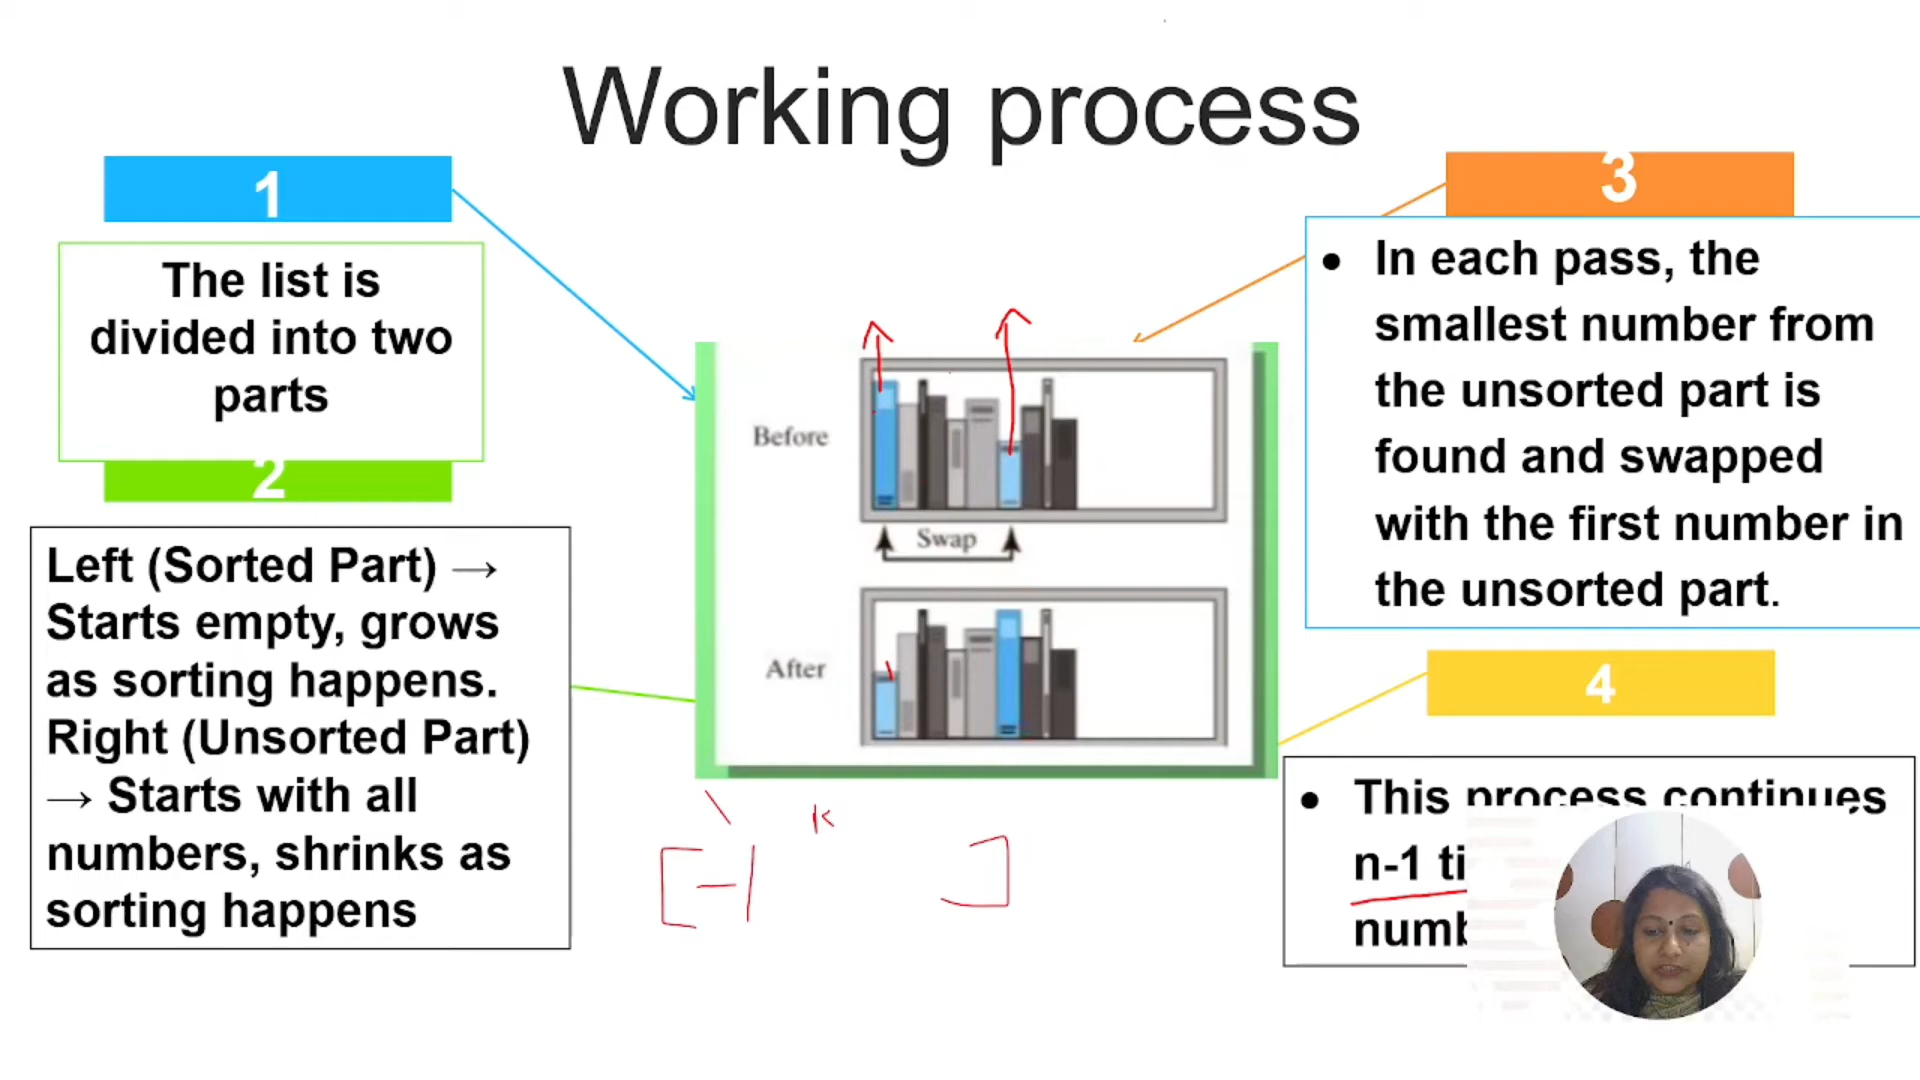 Working process
1
The list is
divided into two
parts
2
Left (Sorted Part) →
Starts empty, grows
as sorting happens.
Right (Unsorted Part)
→ Starts with all
numbers, shrinks as
sorting happens
Before
Swap
After
3
• In each pass, the
smallest number from
the unsorted part is
found and swapped
with the first number in
the unsorted part.
4
• This process continues
n-1